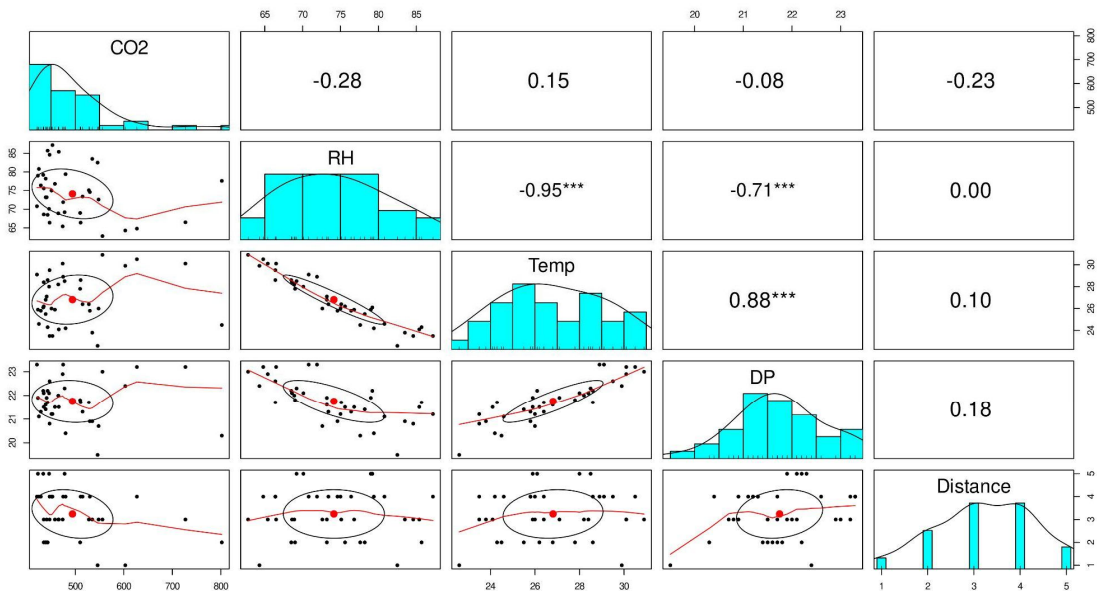 65 70 75 80 85
20 21 22 23
CO2
-0.28
0.15
-0.08
-0.23
500 600 700 800
65 70 75 80 85
RH
-0.95***
-0.71***
0.00
Temp
0.88***
0.10
24 26 28 30
20 21 22 23
DP
0.18
Distance
1 2 3 4 5
500 600 700 800
24 26 28 30
1 2 3 4 5